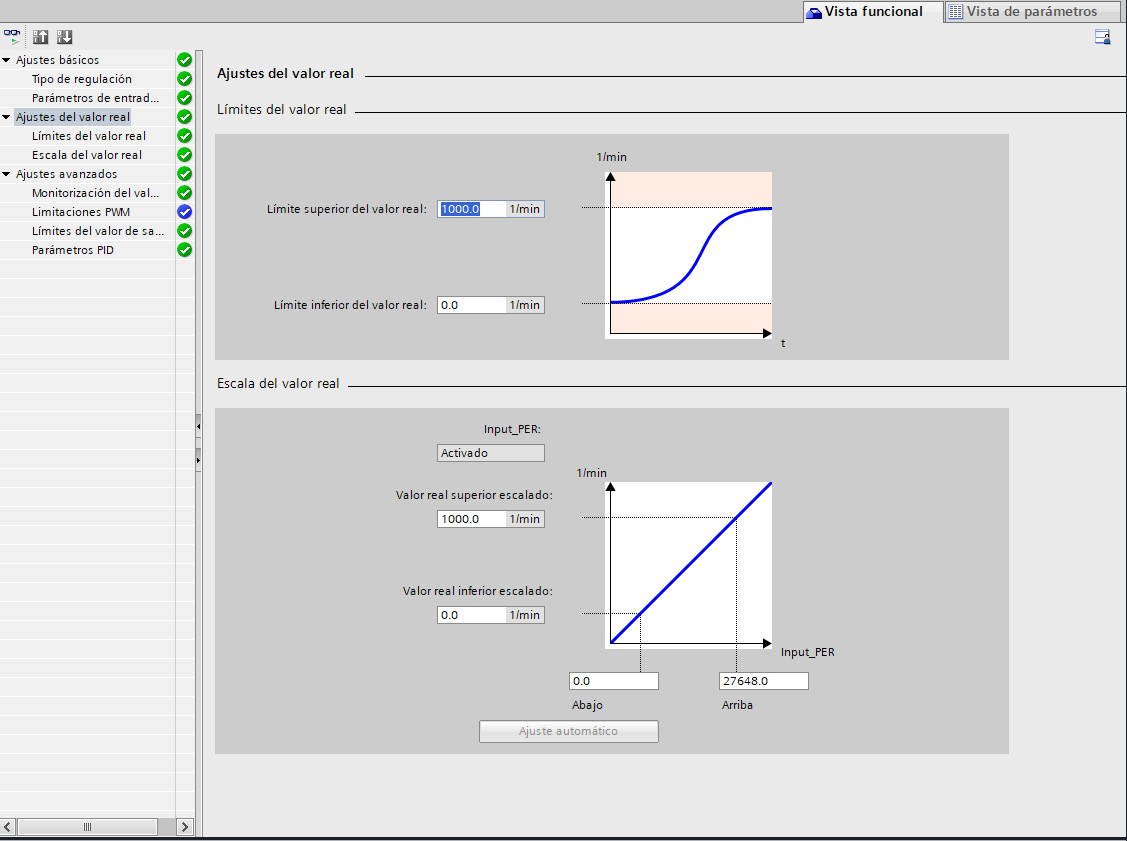 Vista funcional
Vista de parámetros
Ajustes básicos
Tipo de regulación
Parámetros de entrad...
Ajustes del valor real
Límites del valor real
Escala del valor real
Ajustes avanzados
Monitorización del val...
Limitaciones PWM
Límites del valor de sa...
Parámetros PID
Ajustes del valor real
Límites del valor real
1/min
Límite superior del valor real: 1000.0 1/min
Límite inferior del valor real: 0.0 1/min
t
Escala del valor real
Input_PER:
Activado
1/min
Valor real superior escalado:
1000.0 1/min
Valor real inferior escalado:
0.0 1/min
Input_PER
0.0 27648.0
Abajo Arriba
Ajuste automático